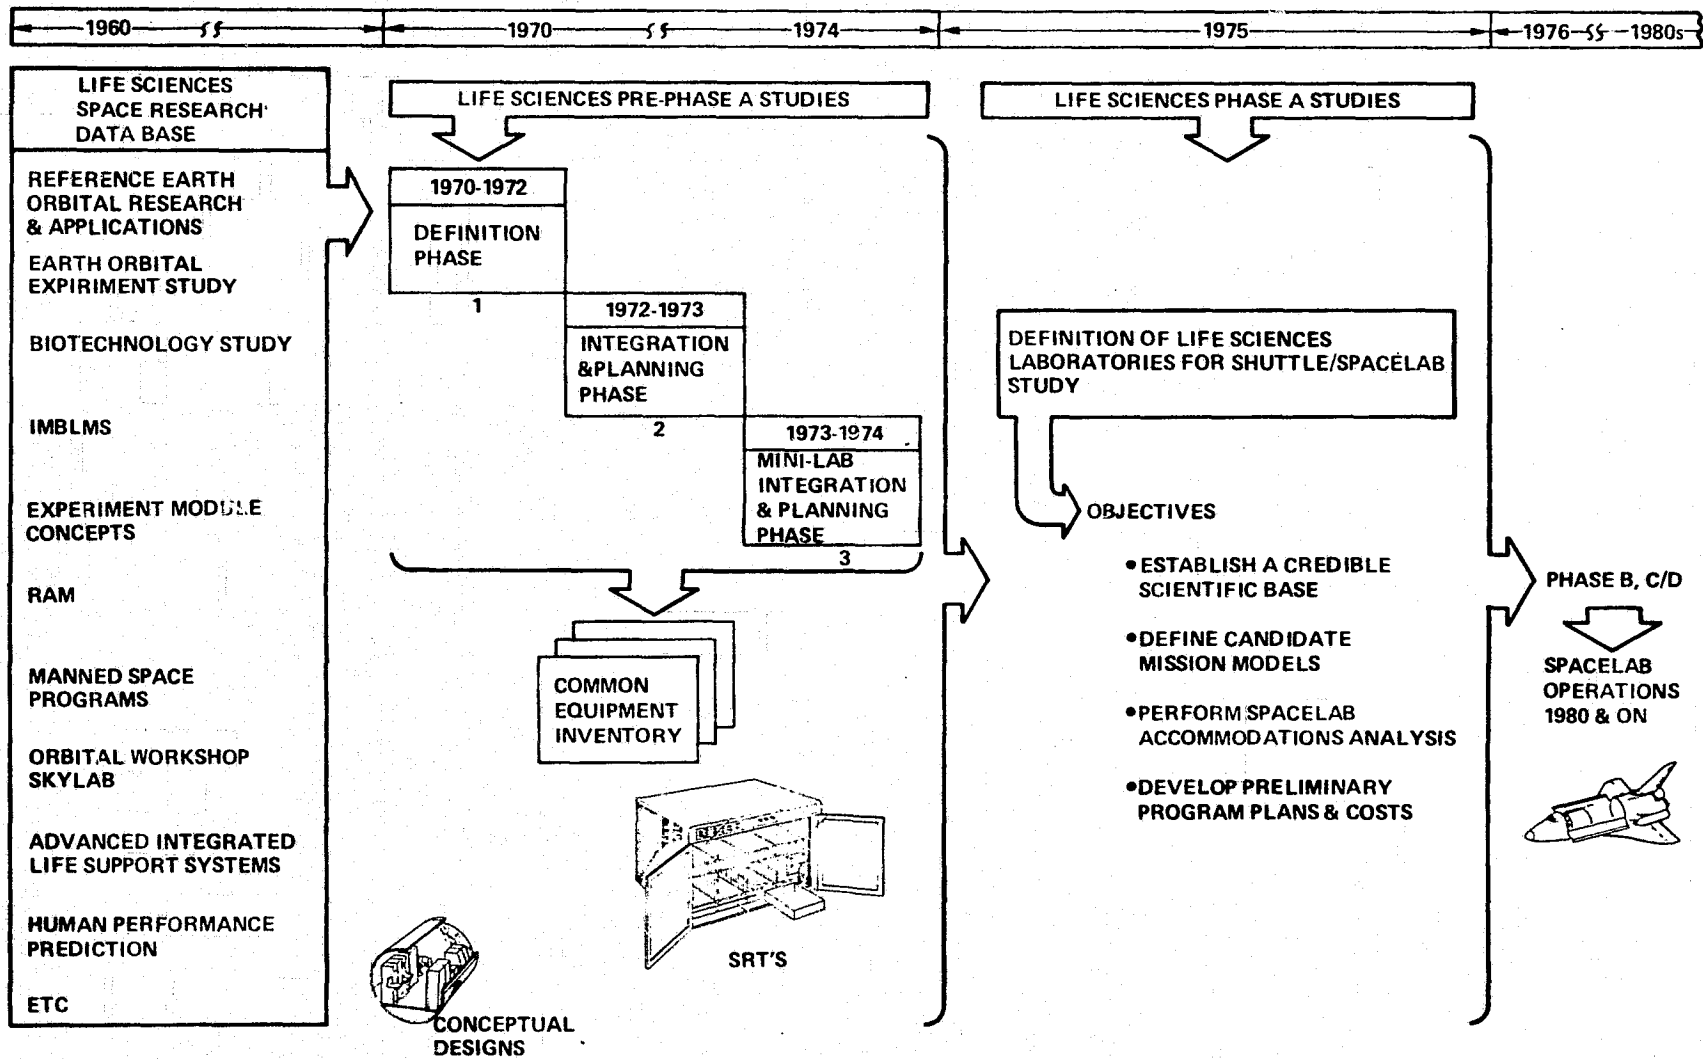 1960 1970 1974 1975 1976 1980s
LIFE SCIENCES
SPACE RESEARCH
DATA BASE
REFERENCE EARTH
ORBITAL RESEARCH
& APPLICATIONS
EARTH ORBITAL
EXPIRIMENT STUDY
BIOTECHNOLOGY STUDY
IMBLMS
EXPERIMENT MODULE
CONCEPTS
RAM
MANNED SPACE
PROGRAMS
ORBITAL WORKSHOP
SKYLAB
ADVANCED INTEGRATED
LIFE SUPPORT SYSTEMS
HUMAN PERFORMANCE
PREDICTION
ETC
LIFE SCIENCES PRE-PHASE A STUDIES
1970-1972
DEFINITION
PHASE
1
1972-1973
INTEGRATION
&PLANNING
PHASE
2
1973-1974
MINI-LAB
INTEGRATION
& PLANNING
PHASE
3
COMMON
EQUIPMENT
INVENTORY
SRT'S
CONCEPTUAL
DESIGNS
LIFE SCIENCES PHASE A STUDIES
DEFINITION OF LIFE SCIENCES
LABORATORIES FOR SHUTTLE/SPACELAB
STUDY
OBJECTIVES
•ESTABLISH A CREDIBLE
SCIENTIFIC BASE
•DEFINE CANDIDATE
MISSION MODELS
•PERFORM SPACELAB
ACCOMMODATIONS ANALYSIS
•DEVELOP PRELIMINARY
PROGRAM PLANS & COSTS
PHASE B, C/D
SPACELAB
OPERATIONS
1980 & ON